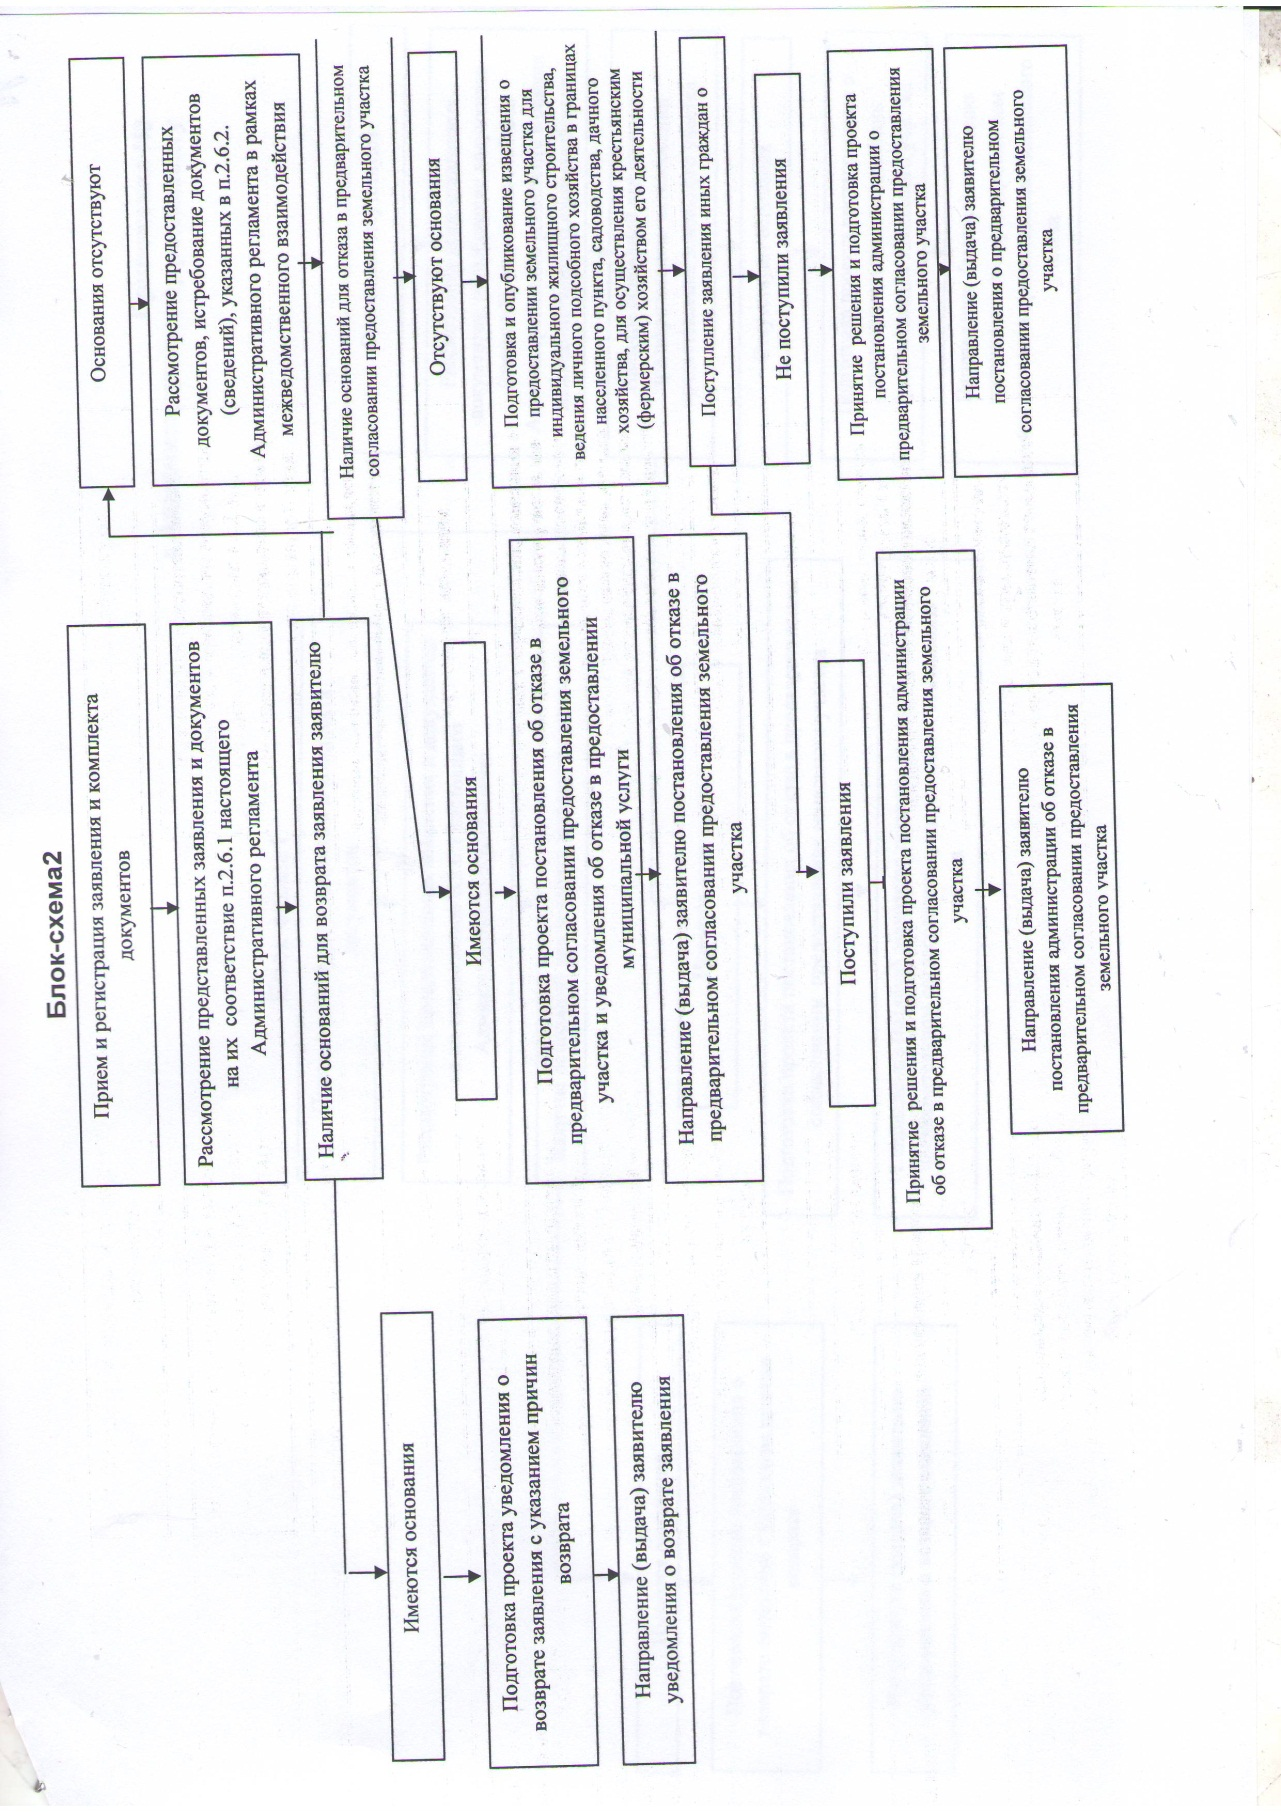 Блок-схема2
Прием и регистрация заявления и комплекта
документов
Рассмотрение представленных заявления и документов
на их соответствие п.2.6.1 настоящего
Административного регламента
Наличие оснований для возврата заявления заявителю
Имеются основания
Подготовка проекта уведомления о
возврате заявления с указанием причин
возврата
Направление (выдача) заявителю
уведомления о возврате заявления
Основания отсутствуют
Рассмотрение предоставленных
документов, истребование документов
(сведений), указанных в п.2.6.2.
Административного регламента в рамках
межведомственного взаимодействия
Наличие оснований для отказа в предварительном
согласовании предоставления земельного участка
Имеются основания
Подготовка проекта постановления об отказе в
предварительном согласовании предоставления земельного
участка и уведомления об отказе в предоставлении
муниципальной услуги
Направление (выдача) заявителю постановления об отказе в
предварительном согласовании предоставления земельного
участка
Отсутствуют основания
Подготовка и опубликование извещения о
предоставлении земельного участка для
индивидуального жилищного строительства,
ведения личного подсобного хозяйства в границах
населенного пункта, садоводства, дачного
хозяйства, для осуществления крестьянским
(фермерским) хозяйством его деятельности
Поступление заявления иных граждан о
Поступили заявления
Принятие решения и подготовка проекта постановления администрации
об отказе в предварительном согласовании предоставления земельного
участка
Направление (выдача) заявителю
постановления администрации об отказе в
предварительном согласовании предоставления
земельного участка
Не поступили заявления
Принятие решения и подготовка проекта
постановления администрации о
предварительном согласовании предоставления
земельного участка
Направление (выдача) заявителю
постановления о предварительном
согласовании предоставления земельного
участка